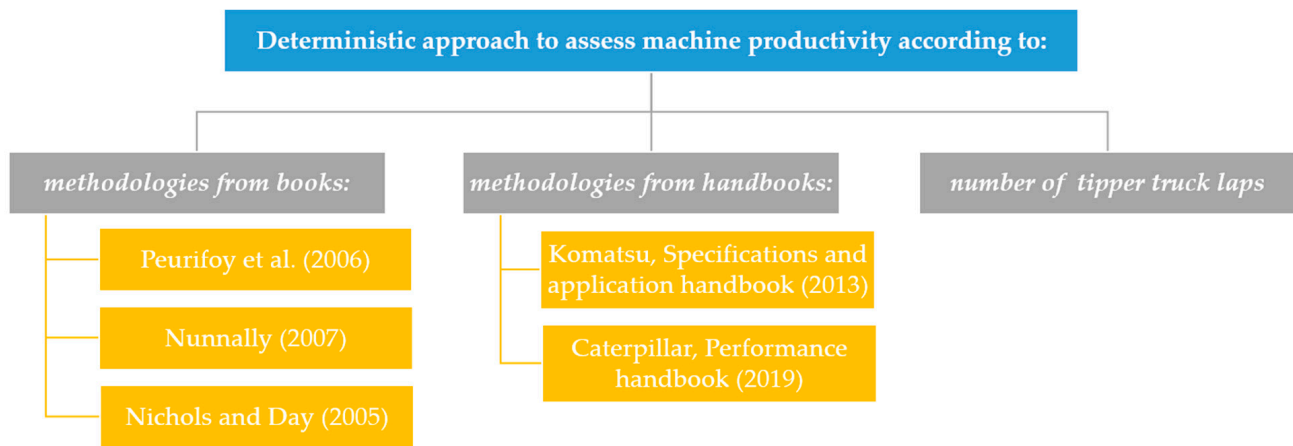 Deterministic approach to assess machine productivity according to:
methodologies from books:
methodologies from handbooks:
number of tipper truck laps
Peurifoy et al. (2006)
Nunnally (2007)
Nichols and Day (2005)
Komatsu, Specifications and
application handbook (2013)
Caterpillar, Performance
handbook (2019)